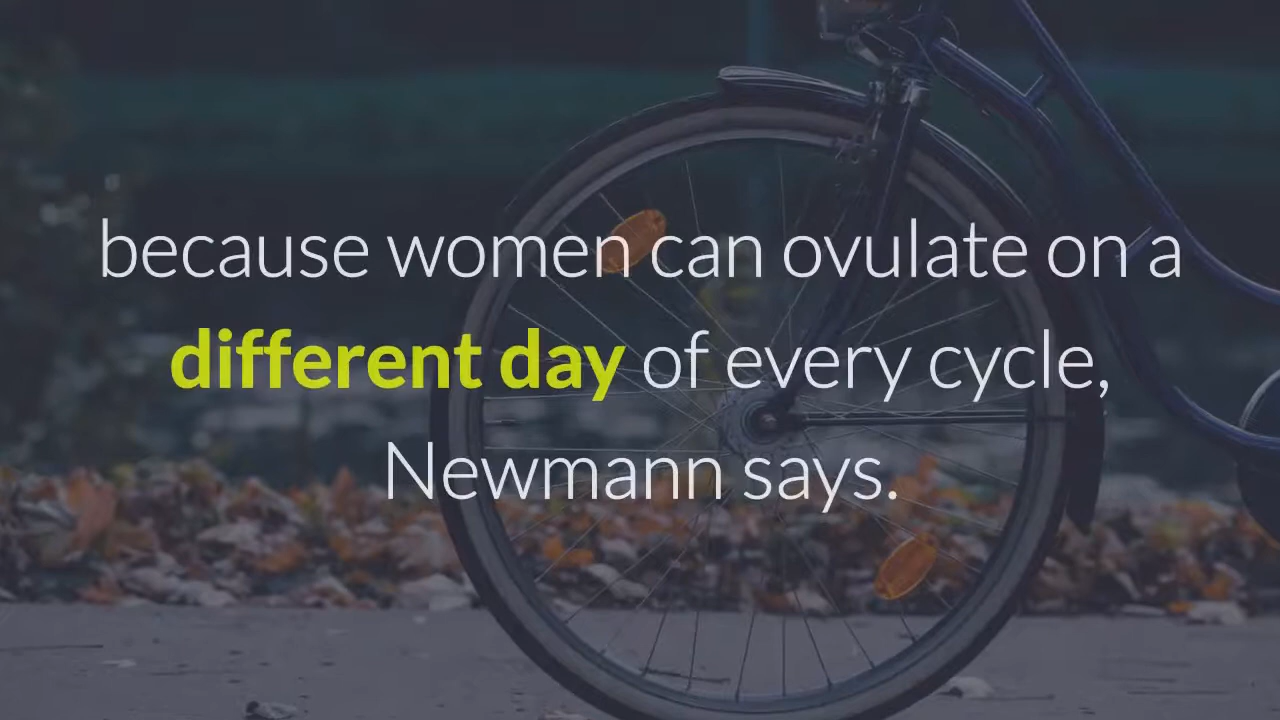 because women can ovulate on a
different day of every cycle,
Newmann says.